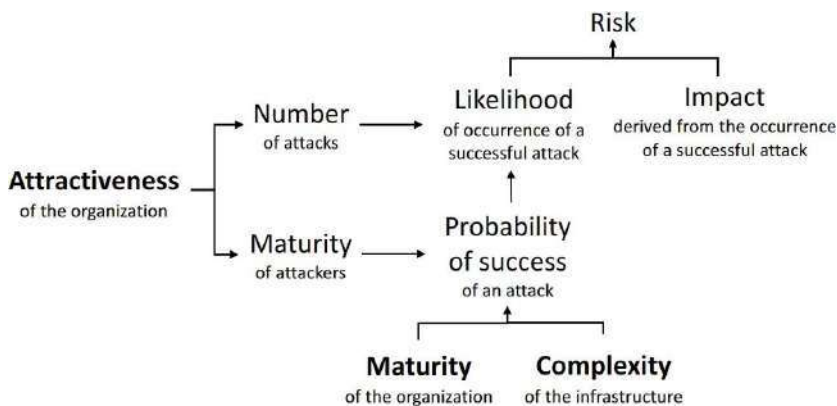 Risk
Number
of attacks
Likelihood
of occurrence of a
successful attack
Impact
derived from the occurrence
of a successful attack
Attractiveness
of the organization
Maturity
of attackers
Probability
of success
of an attack
Maturity
of the organization
Complexity
of the infrastructure